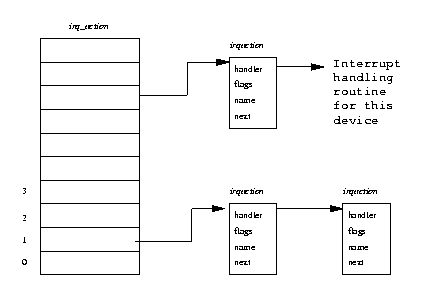 irq_action
irqaction
handler
flags
name
next
Interrupt
handling
routine
for this
device
3
2
1
0
irqaction
handler
flags
name
next
irqaction
handler
flags
name
next